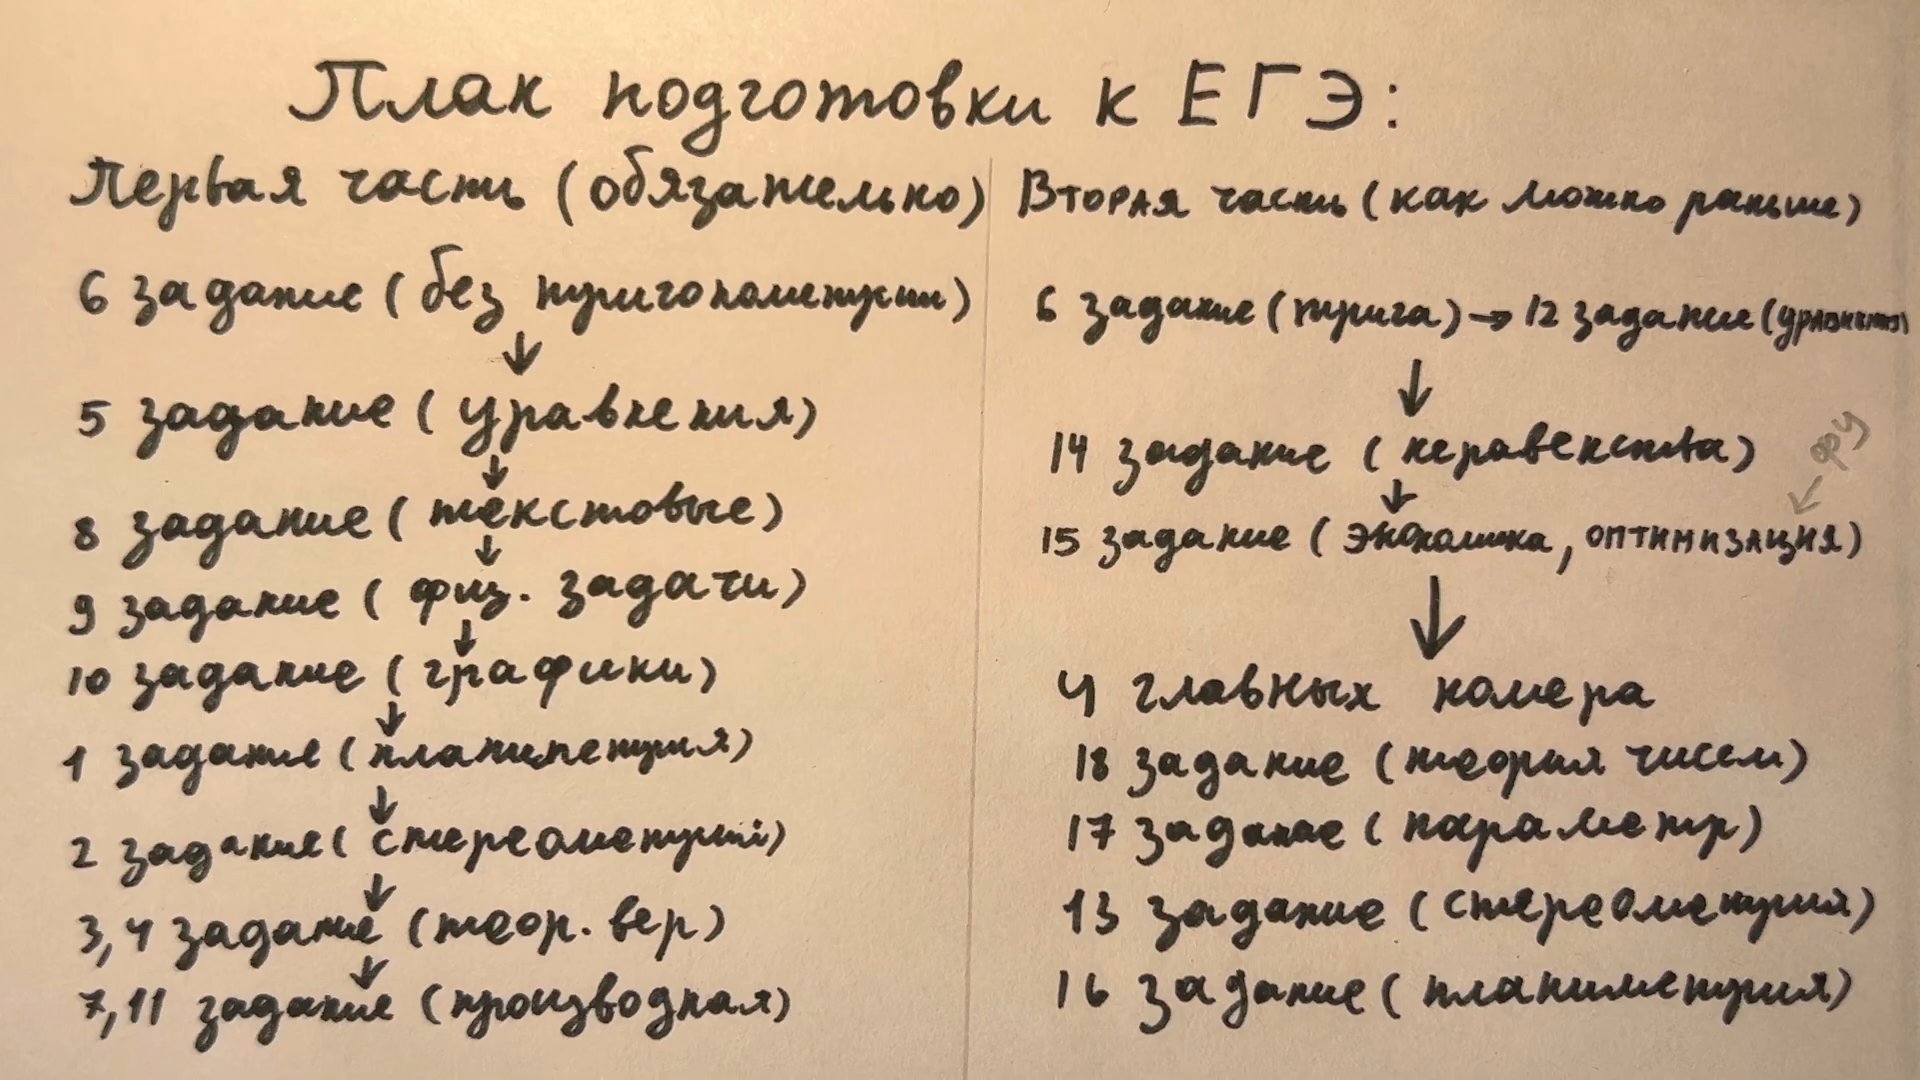 План подготовки к ЕГЭ:
Первая часть (обязательно)
6 задание (без тригонометрии)
↓
5 задание (уравнения)
↓
8 задание (текстовые)
↓
9 задание (физ. задачи)
↓
10 задание (графики)
↓
1 задание (планиметрия)
↓
2 задание (стереометрия)
↓
3,4 задание (теор. вер)
↓
7,11 задание (производная)
Вторая часть (как можно раньше)
6 задание (трига) → 12 задание (уравнения)
↓
14 задание (неравенства)
↓
15 задание (экономика, оптимизация)
↓
4 главных номера
18 задание (теория чисел)
17 задание (параметр)
13 задание (стереометрия)
16 задание (планиметрия)